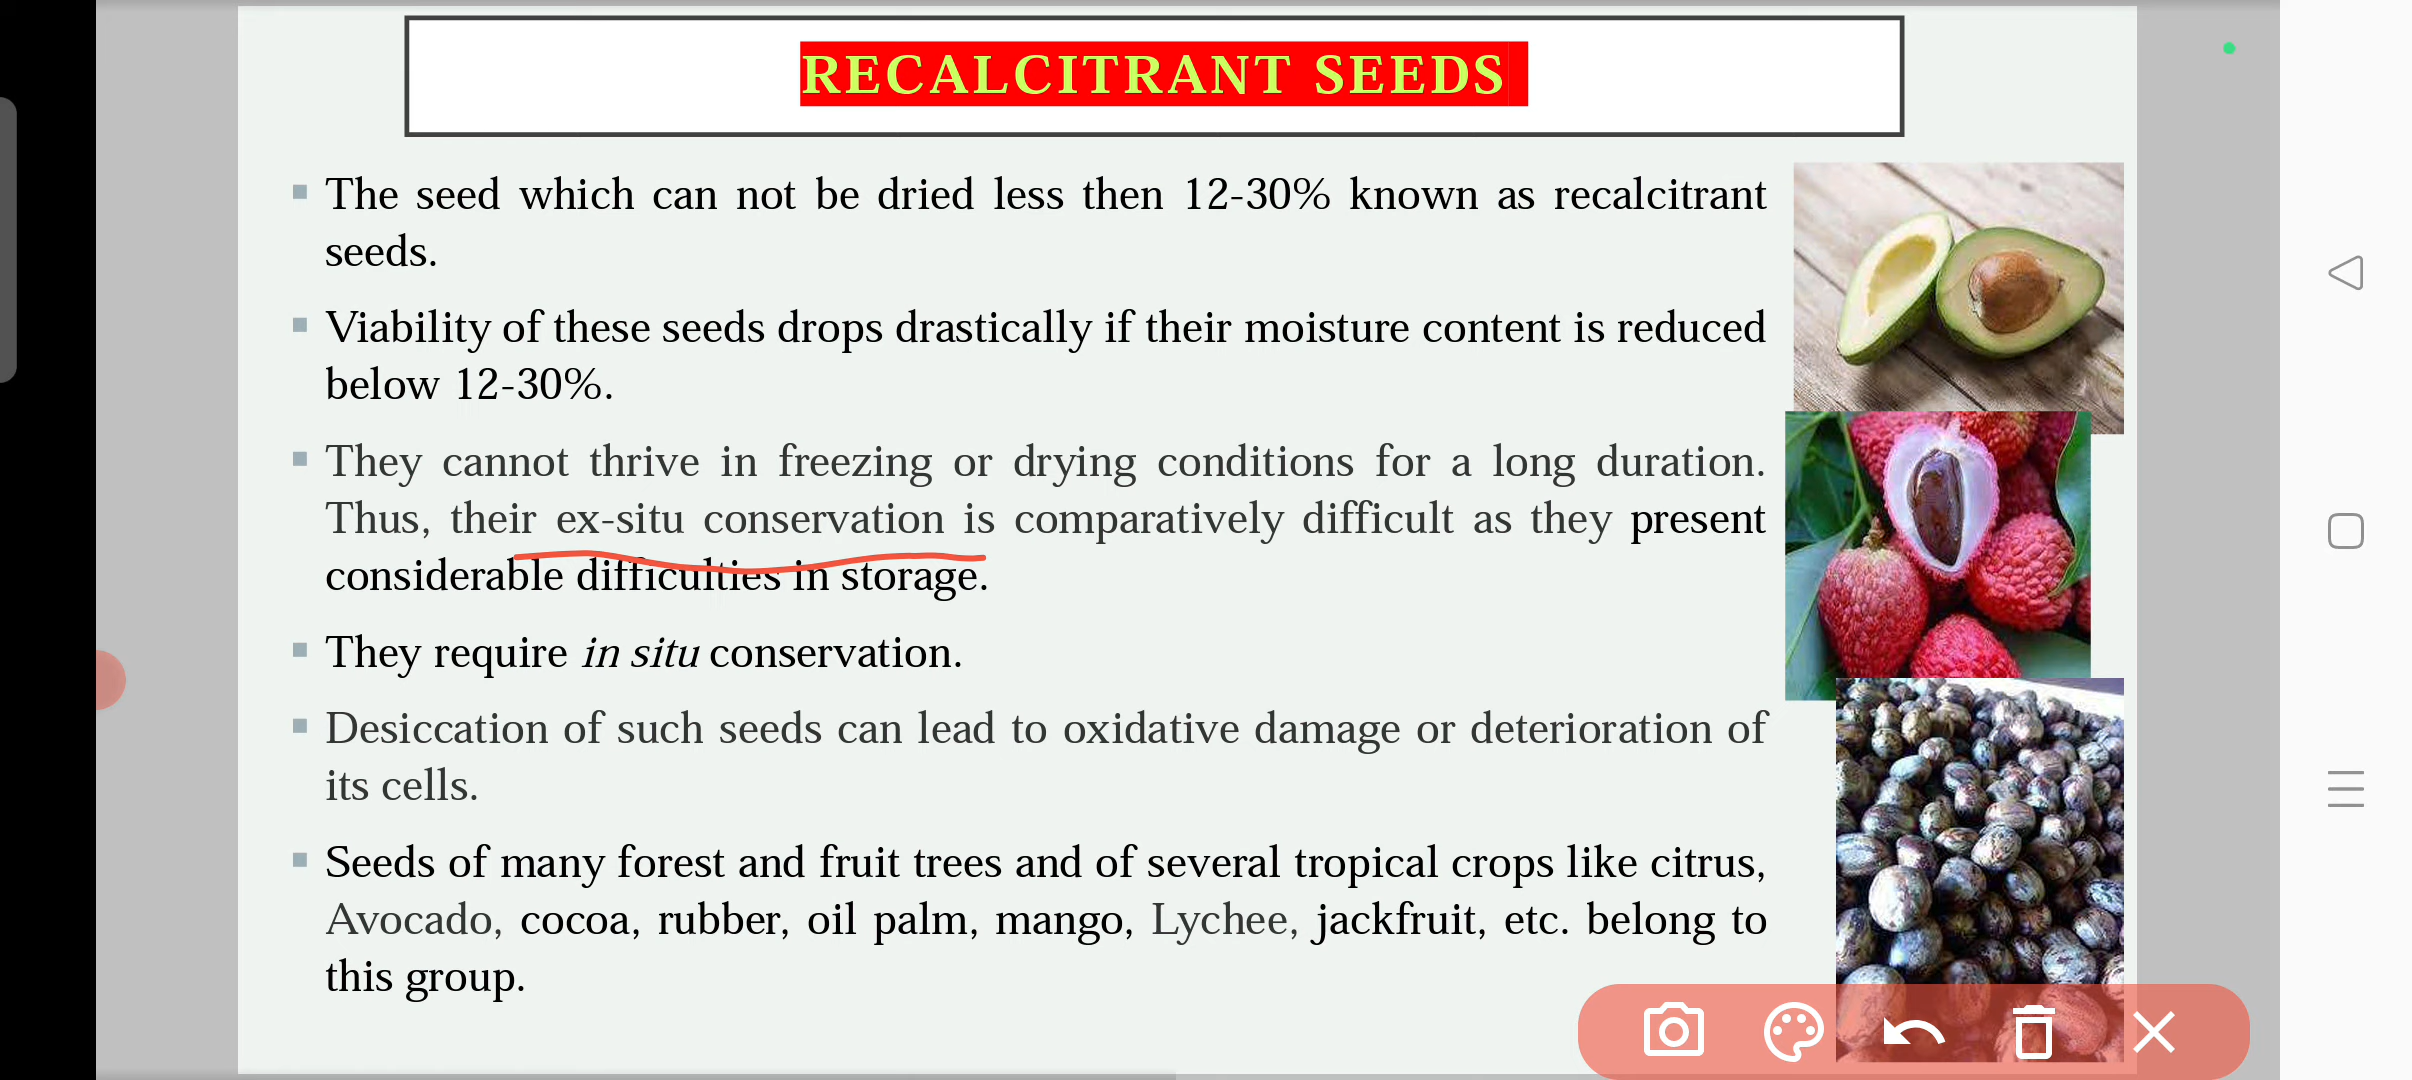 RECALCITRANT SEEDS
The seed which can not be dried less then 12-30% known as recalcitrant
seeds.
Viability of these seeds drops drastically if their moisture content is reduced
below 12-30%.
They cannot thrive in freezing or drying conditions for a long duration.
Thus, their ex-situ conservation is comparatively difficult as they present
considerable difficulties in storage.
They require in situ conservation.
Desiccation of such seeds can lead to oxidative damage or deterioration of
its cells.
Seeds of many forest and fruit trees and of several tropical crops like citrus,
Avocado, cocoa, rubber, oil palm, mango, Lychee, jackfruit, etc. belong to
this group.